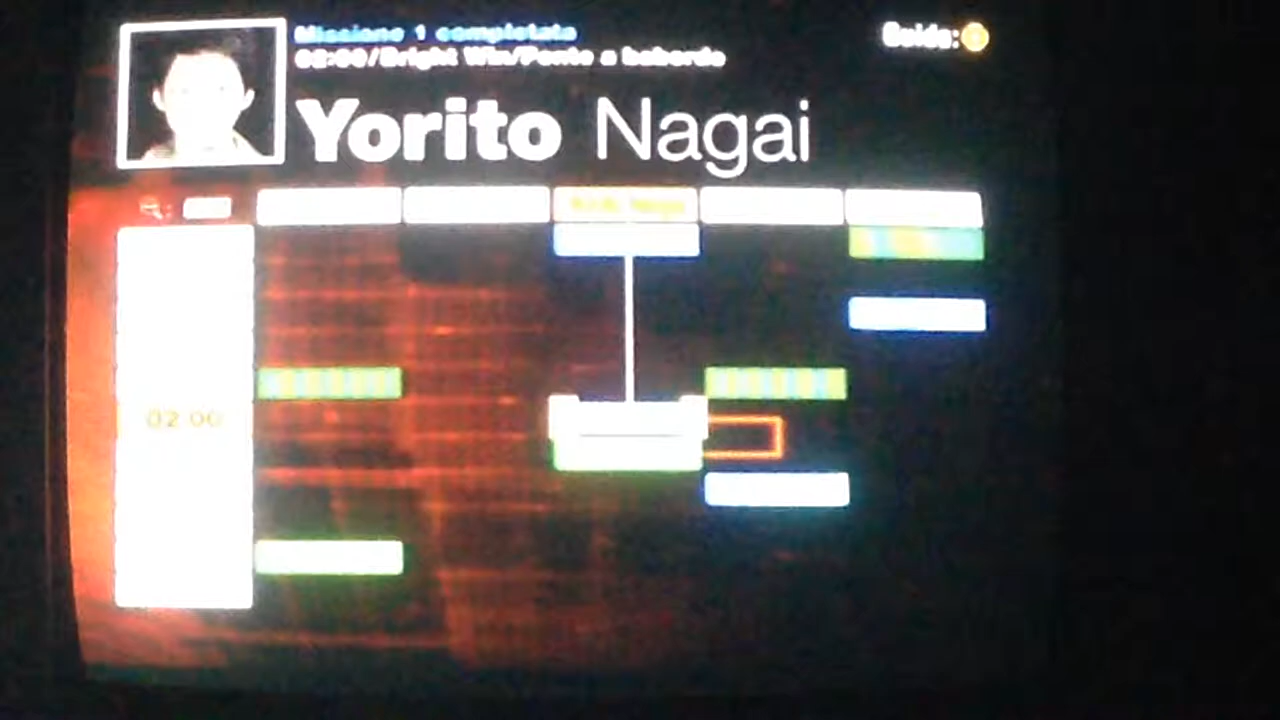 Missione 1 completata
02:00/Bright Win/Ponte a babordo
Guida:
Yorito Nagai
02:00